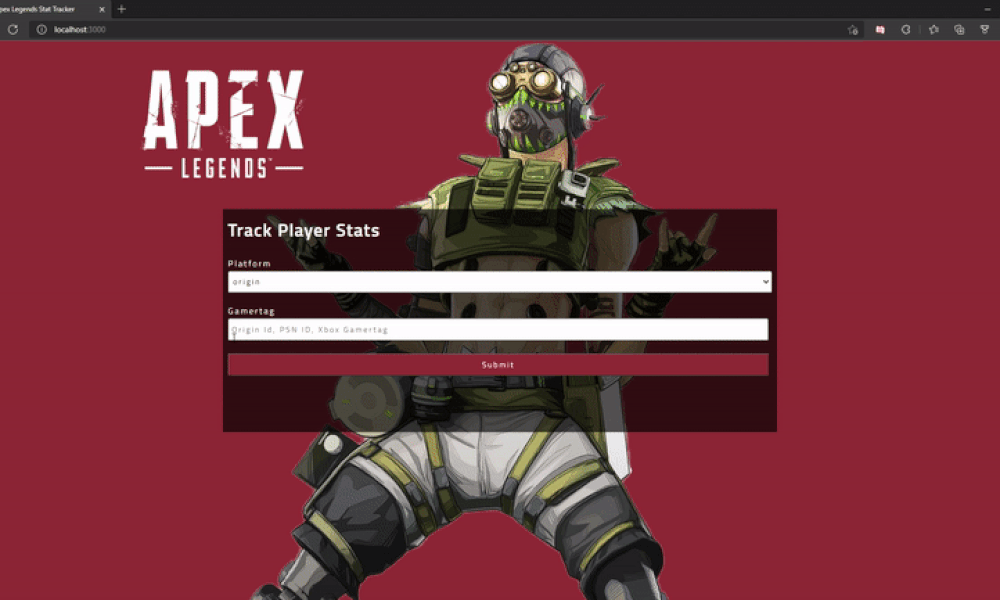 pex Legends Stat Tracker
localhost:3000
APEX
LEGENDS™
Track Player Stats
Platform
origin
Gamertag
Origin Id, PSN ID, Xbox Gamertag
Submit